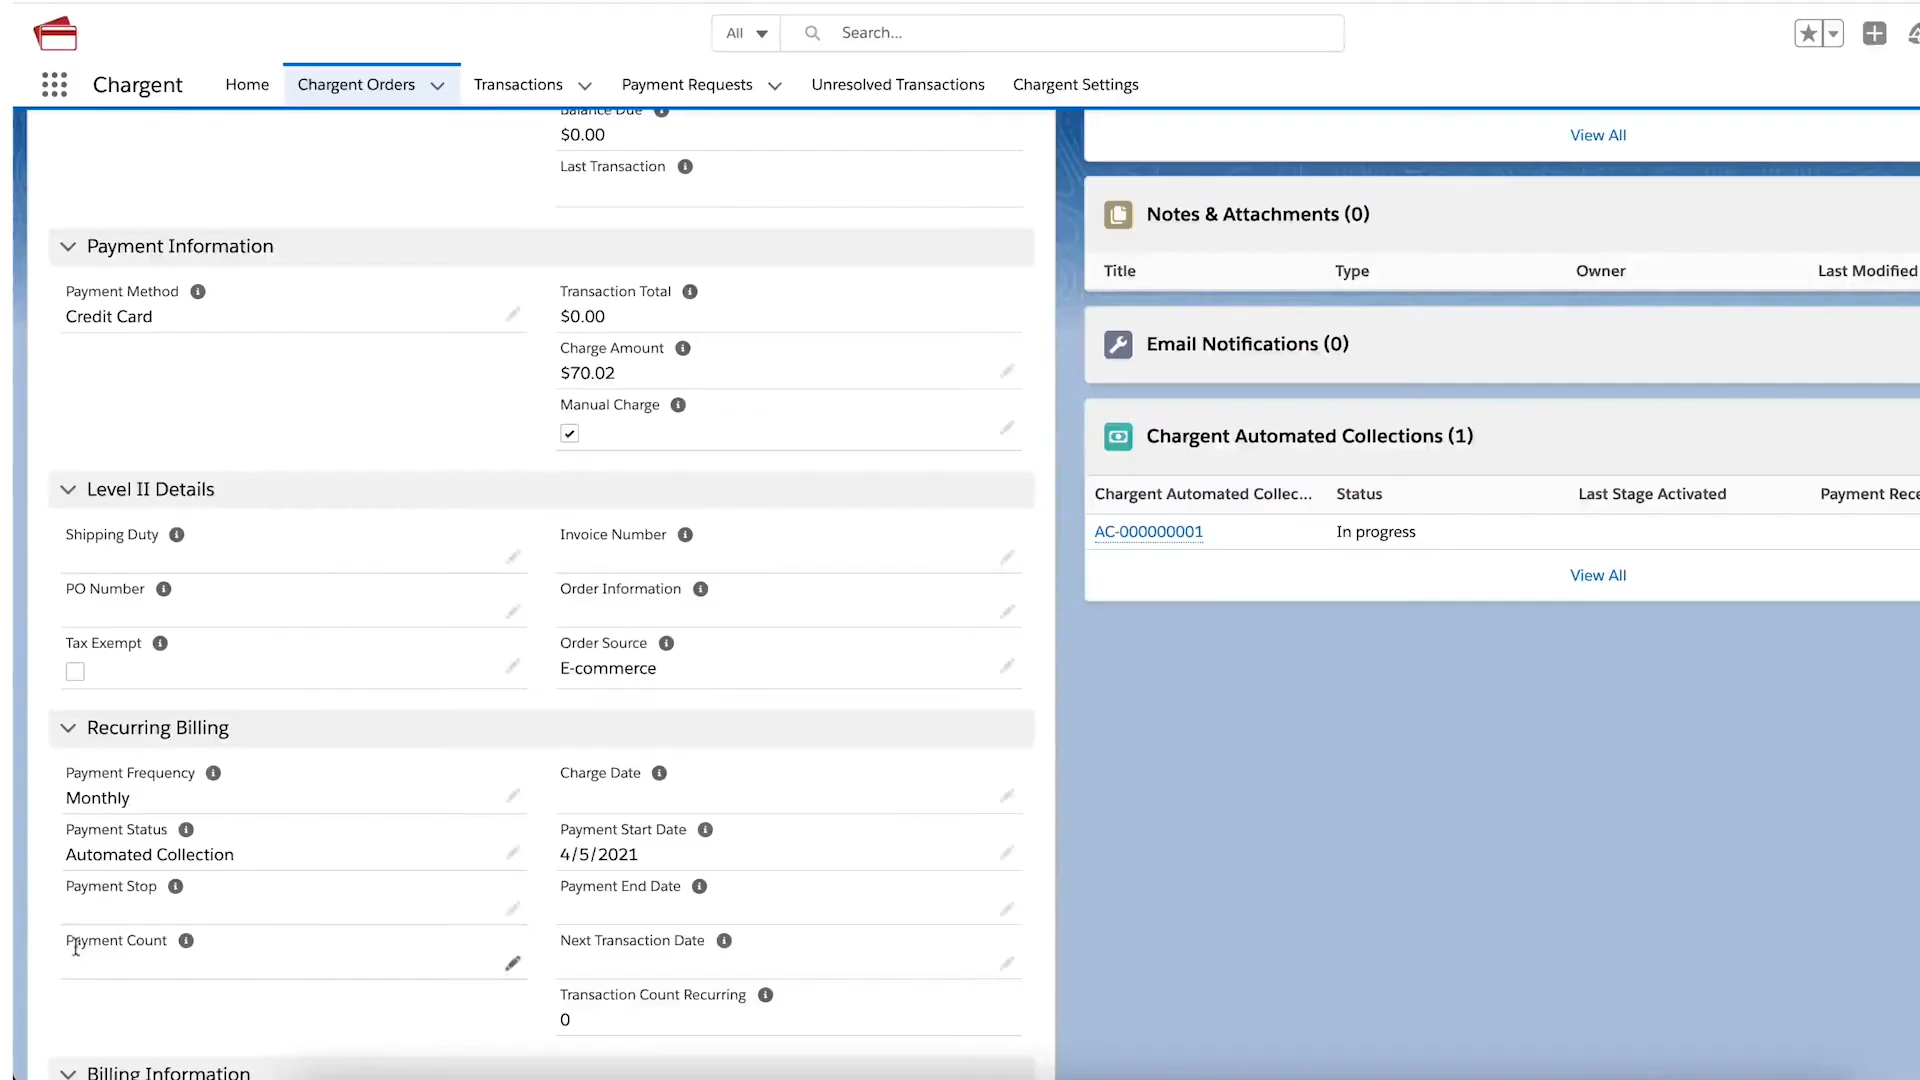 All
Search...
Chargent
Home
Chargent Orders
Transactions
Payment Requests
Unresolved Transactions
Chargent Settings
Balance Due
$0.00
Last Transaction
Payment Information
Payment Method
Credit Card
Transaction Total
$0.00
Charge Amount
$70.02
Manual Charge
Level II Details
Shipping Duty
Invoice Number
PO Number
Order Information
Tax Exempt
Order Source
E-commerce
Recurring Billing
Payment Frequency
Monthly
Charge Date
Payment Status
Automated Collection
Payment Start Date
4/5/2021
Payment Stop
Payment End Date
Payment Count
Next Transaction Date
Transaction Count Recurring
0
Billing Information
View All
Notes & Attachments (0)
Title Type Owner Last Modified
Email Notifications (0)
Chargent Automated Collections (1)
Chargent Automated Collec... Status Last Stage Activated Payment Rece
AC-000000001 In progress
View All